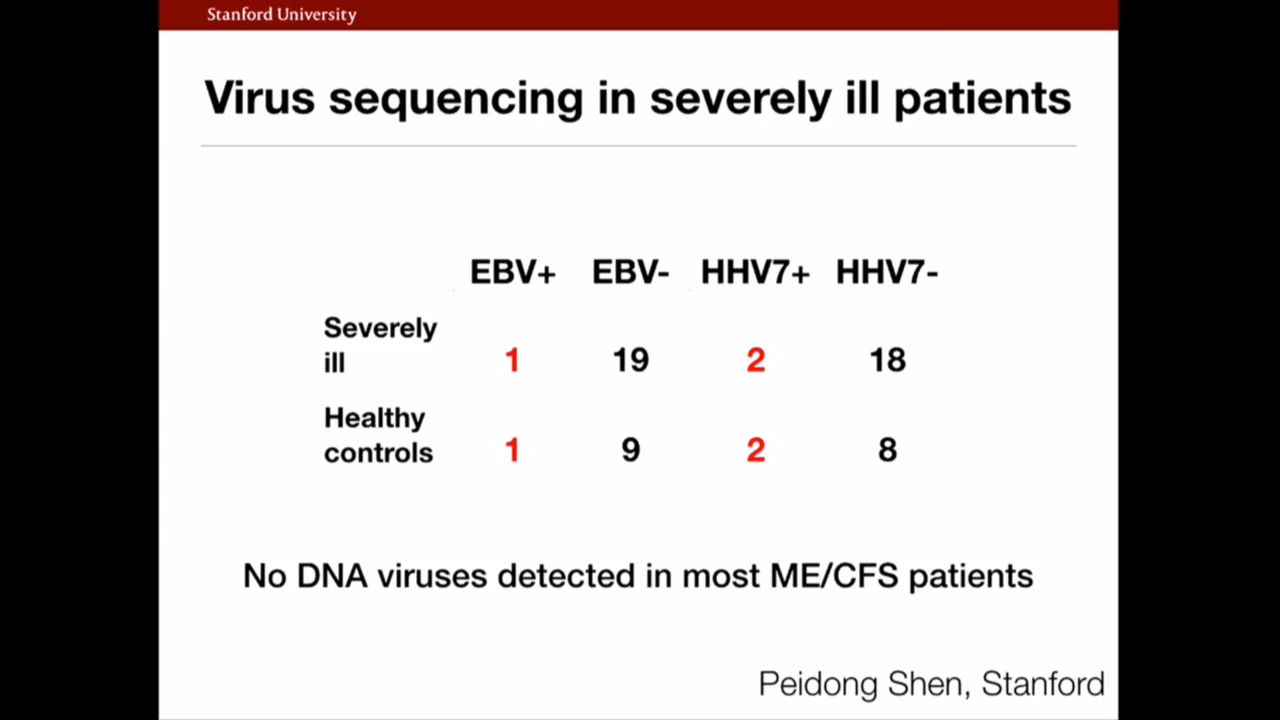 Stanford University
Virus sequencing in severely ill patients
EBV+ EBV- HHV7+ HHV7-
Severely
ill 1 19 2 18
Healthy
controls 1 9 2 8
No DNA viruses detected in most ME/CFS patients
Peidong Shen, Stanford